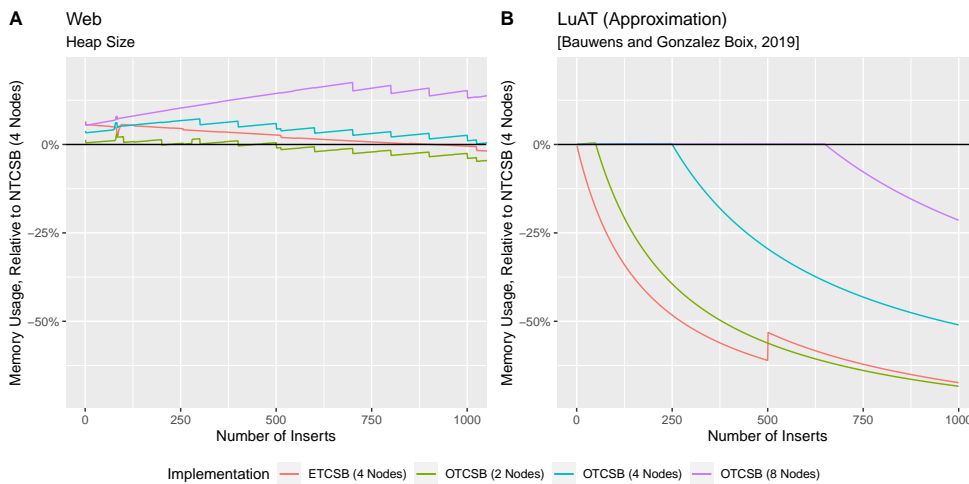 A
Web
Heap Size
Memory Usage, Relative to NTCSB (4 Nodes)
0%
−25%
−50%
0
250
500
750
1000
Number of Inserts
B
LuAT (Approximation)
[Bauwens and Gonzalez Boix, 2019]
Memory Usage, Relative to NTCSB (4 Nodes)
0%
−25%
−50%
0
250
500
750
1000
Number of Inserts
Implementation
ETCSB (4 Nodes)
OTCSB (2 Nodes)
OTCSB (4 Nodes)
OTCSB (8 Nodes)